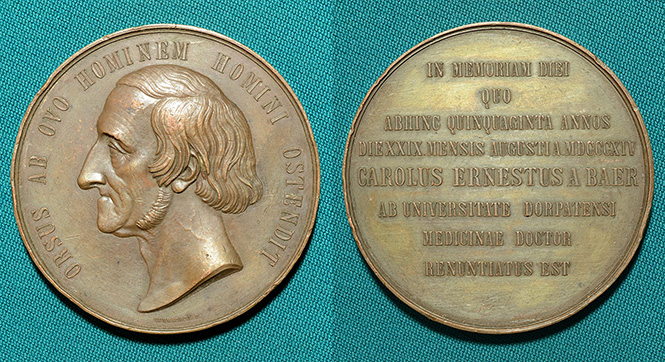 ORSUS AB OVO HOMINEM HOMINI OSTENDIT
IN MEMORIAM DIEI
QUO
ABHINC QUINQUAGINTA ANNOS
DIE XXIX MENSIS AUGUSTI A MDCCCXIV
CAROLUS ERNESTUS A BAER
AB UNIVERSITATE DORPATENSI
MEDICINAE DOCTOR
RENUNTIATUS EST